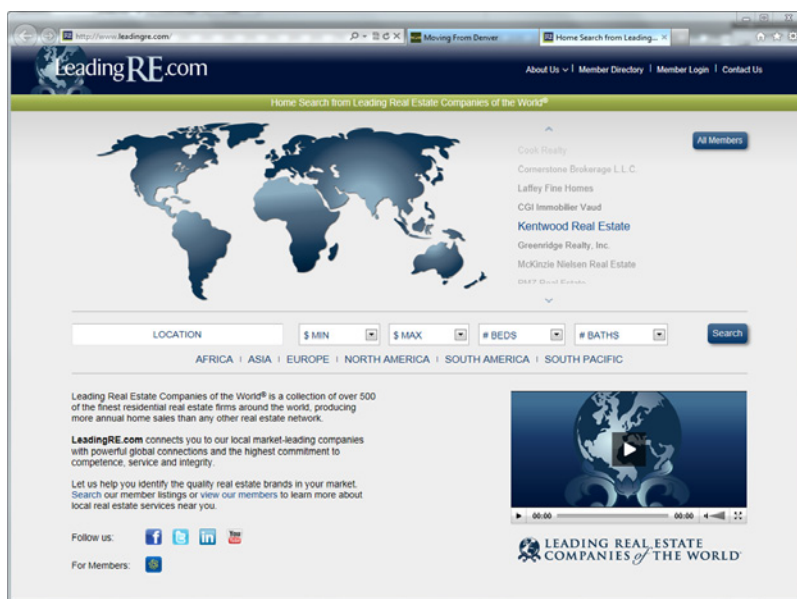 http://www.leadingre.com/
Moving From Denver
Home Search from Leading...
LeadingRE.com
About Us | Member Directory | Member Login | Contact Us
Home Search from Leading Real Estate Companies of the World®
All Members
Cook Realty
Cornerstone Brokerage L.L.C.
Laffey Fine Homes
CGI Immobilier Vaud
Kentwood Real Estate
Greenridge Realty, Inc.
McKinzie Nielsen Real Estate
PMZ Real Estate
LOCATION
$ MIN
$ MAX
# BEDS
# BATHS
Search
AFRICA | ASIA | EUROPE | NORTH AMERICA | SOUTH AMERICA | SOUTH PACIFIC
Leading Real Estate Companies of the World® is a collection of over 500
of the finest residential real estate firms around the world, producing
more annual home sales than any other real estate network.
LeadingRE.com connects you to our local market-leading companies
with powerful global connections and the highest commitment to
competence, service and integrity.
Let us help you identify the quality real estate brands in your market.
Search our member listings or view our members to learn more about
local real estate services near you.
Follow us:
You Tube
For Members:
00:00
00:00
LEADING REAL ESTATE
COMPANIES of THE WORLD